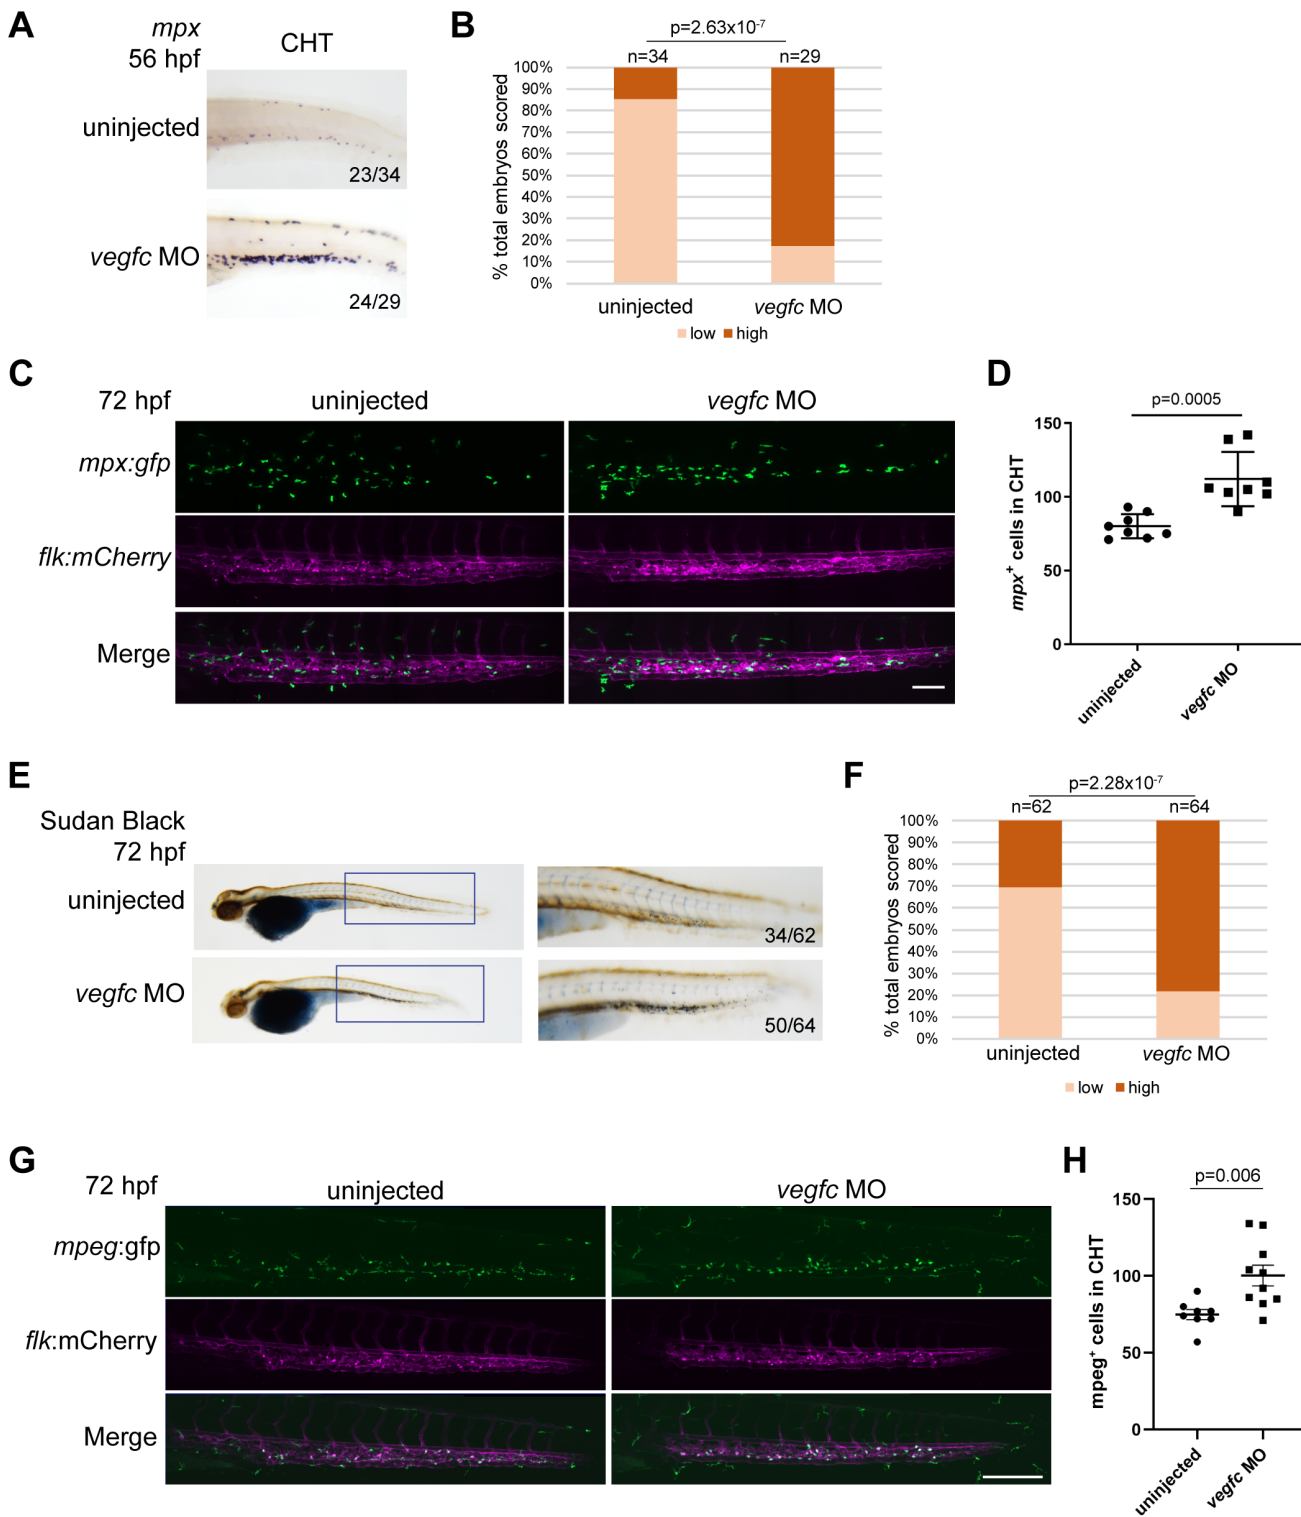 A
mpx
56 hpf
CHT
uninjected
23/34
vegfc MO
24/29
B
p=2.63x10-7
n=34
n=29
% total embryos scored
100%
90%
80%
70%
60%
50%
40%
30%
20%
10%
0%
uninjected
vegfc MO
low
high
C
72 hpf
uninjected
vegfc MO
mpx:gfp
flk:mCherry
Merge
D
p=0.0005
mpx+ cells in CHT
150
100
50
0
uninjected
vegfc MO
E
Sudan Black
72 hpf
uninjected
34/62
vegfc MO
50/64
F
p=2.28x10-7
n=62
n=64
% total embryos scored
100%
90%
80%
70%
60%
50%
40%
30%
20%
10%
0%
uninjected
vegfc MO
low
high
G
72 hpf
uninjected
vegfc MO
mpeg:gfp
flk:mCherry
Merge
H
p=0.006
mpeg+ cells in CHT
150
100
50
0
uninjected
vegfc MO